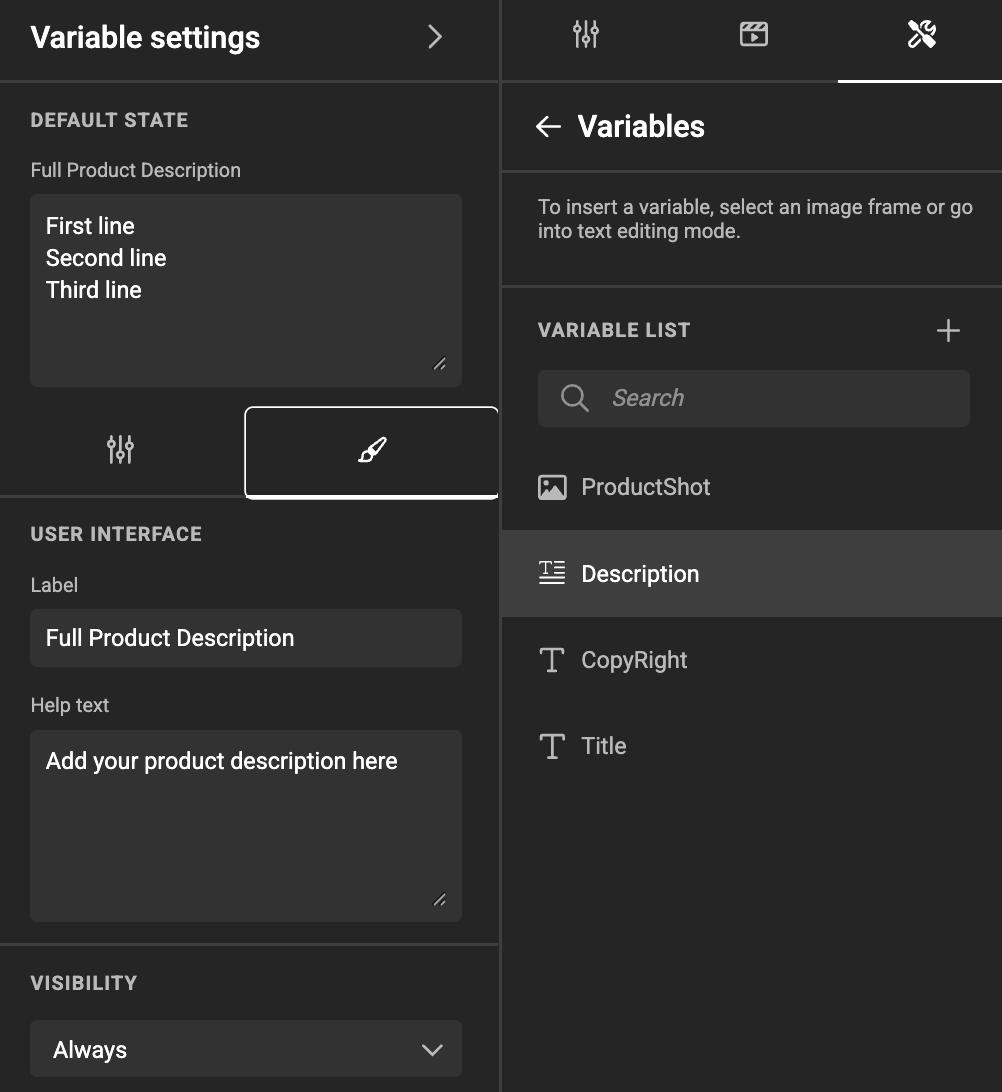 Variable settings
DEFAULT STATE
Full Product Description
First line
Second line
Third line
USER INTERFACE
Label
Full Product Description
Help text
Add your product description here
VISIBILITY
Always
Variables
To insert a variable, select an image frame or go
into text editing mode.
VARIABLE LIST
Search
ProductShot
Description
CopyRight
Title